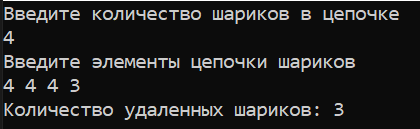 Введите количество шариков в цепочке
4
Введите элементы цепочки шариков
4 4 4 3
Количество удаленных шариков: 3